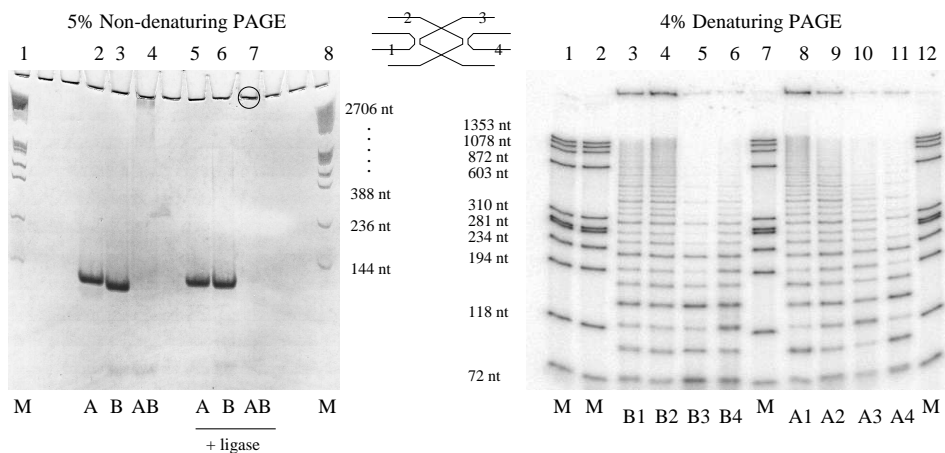 5% Non-denaturing PAGE
1 2 3 4 5 6 7 8
2706 nt
388 nt
236 nt
144 nt
M A B AB A B AB M
+ ligase
2 3
1 4
4% Denaturing PAGE
1 2 3 4 5 6 7 8 9 10 11 12
1353 nt
1078 nt
872 nt
603 nt
310 nt
281 nt
234 nt
194 nt
118 nt
72 nt
M M B1 B2 B3 B4 M A1 A2 A3 A4 M